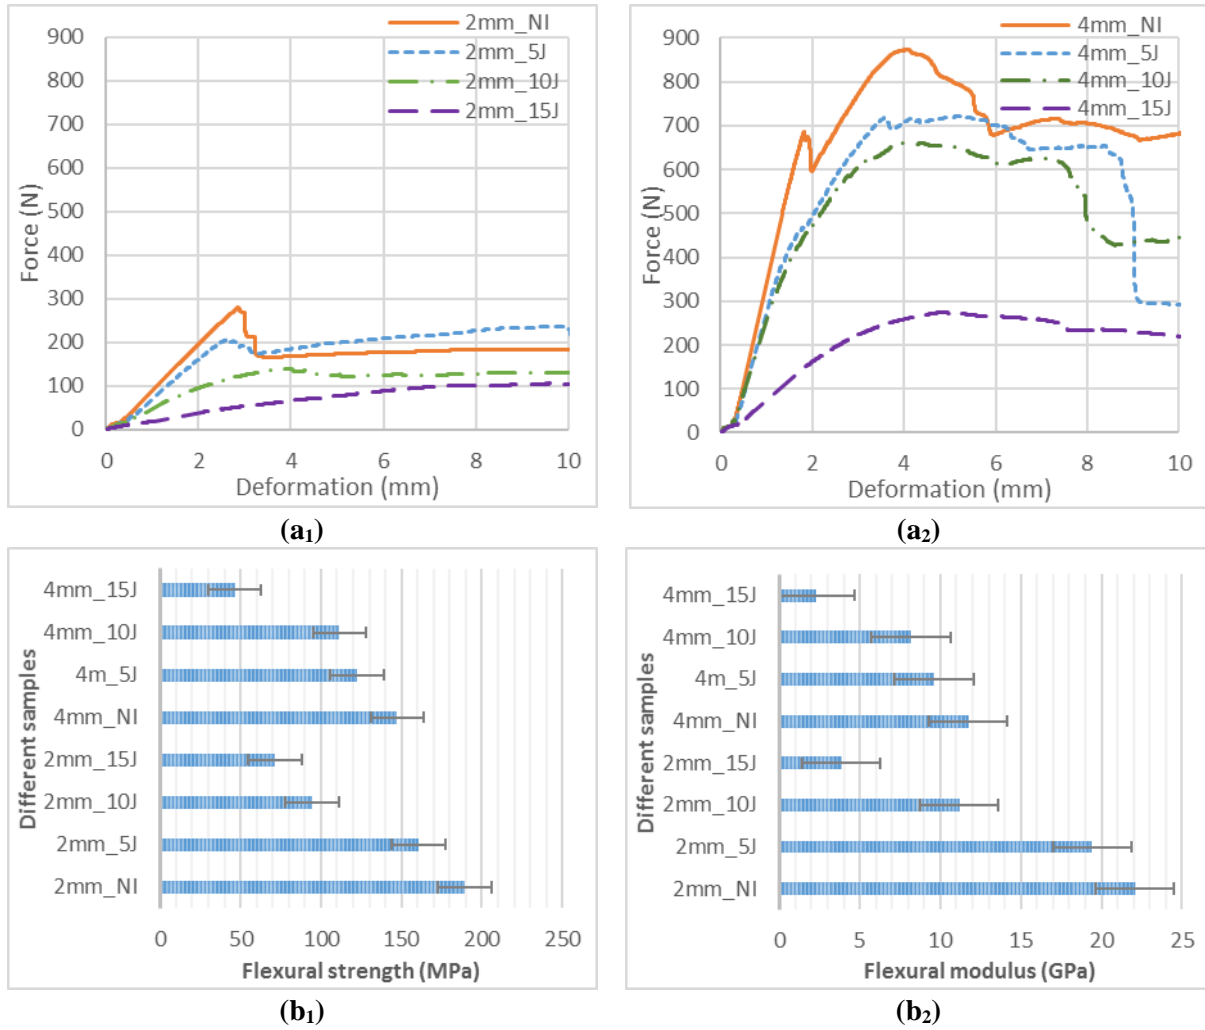 2mm_NI
2mm_5J
2mm_10J
2mm_15J
900
800
700
600
500
400
300
200
100
0
Force (N)
0 2 4 6 8 10
Deformation (mm)
(a₁)
4mm_NI
4mm_5J
4mm_10J
4mm_15J
900
800
700
600
500
400
300
200
100
0
Force (N)
0 2 4 6 8 10
Deformation (mm)
(a₂)
Different samples
4mm_15J
4mm_10J
4m_5J
4mm_NI
2mm_15J
2mm_10J
2mm_5J
2mm_NI
0 50 100 150 200 250
Flexural strength (MPa)
(b₁)
Different samples
4mm_15J
4mm_10J
4m_5J
4mm_NI
2mm_15J
2mm_10J
2mm_5J
2mm_NI
0 5 10 15 20 25
Flexural modulus (GPa)
(b₂)